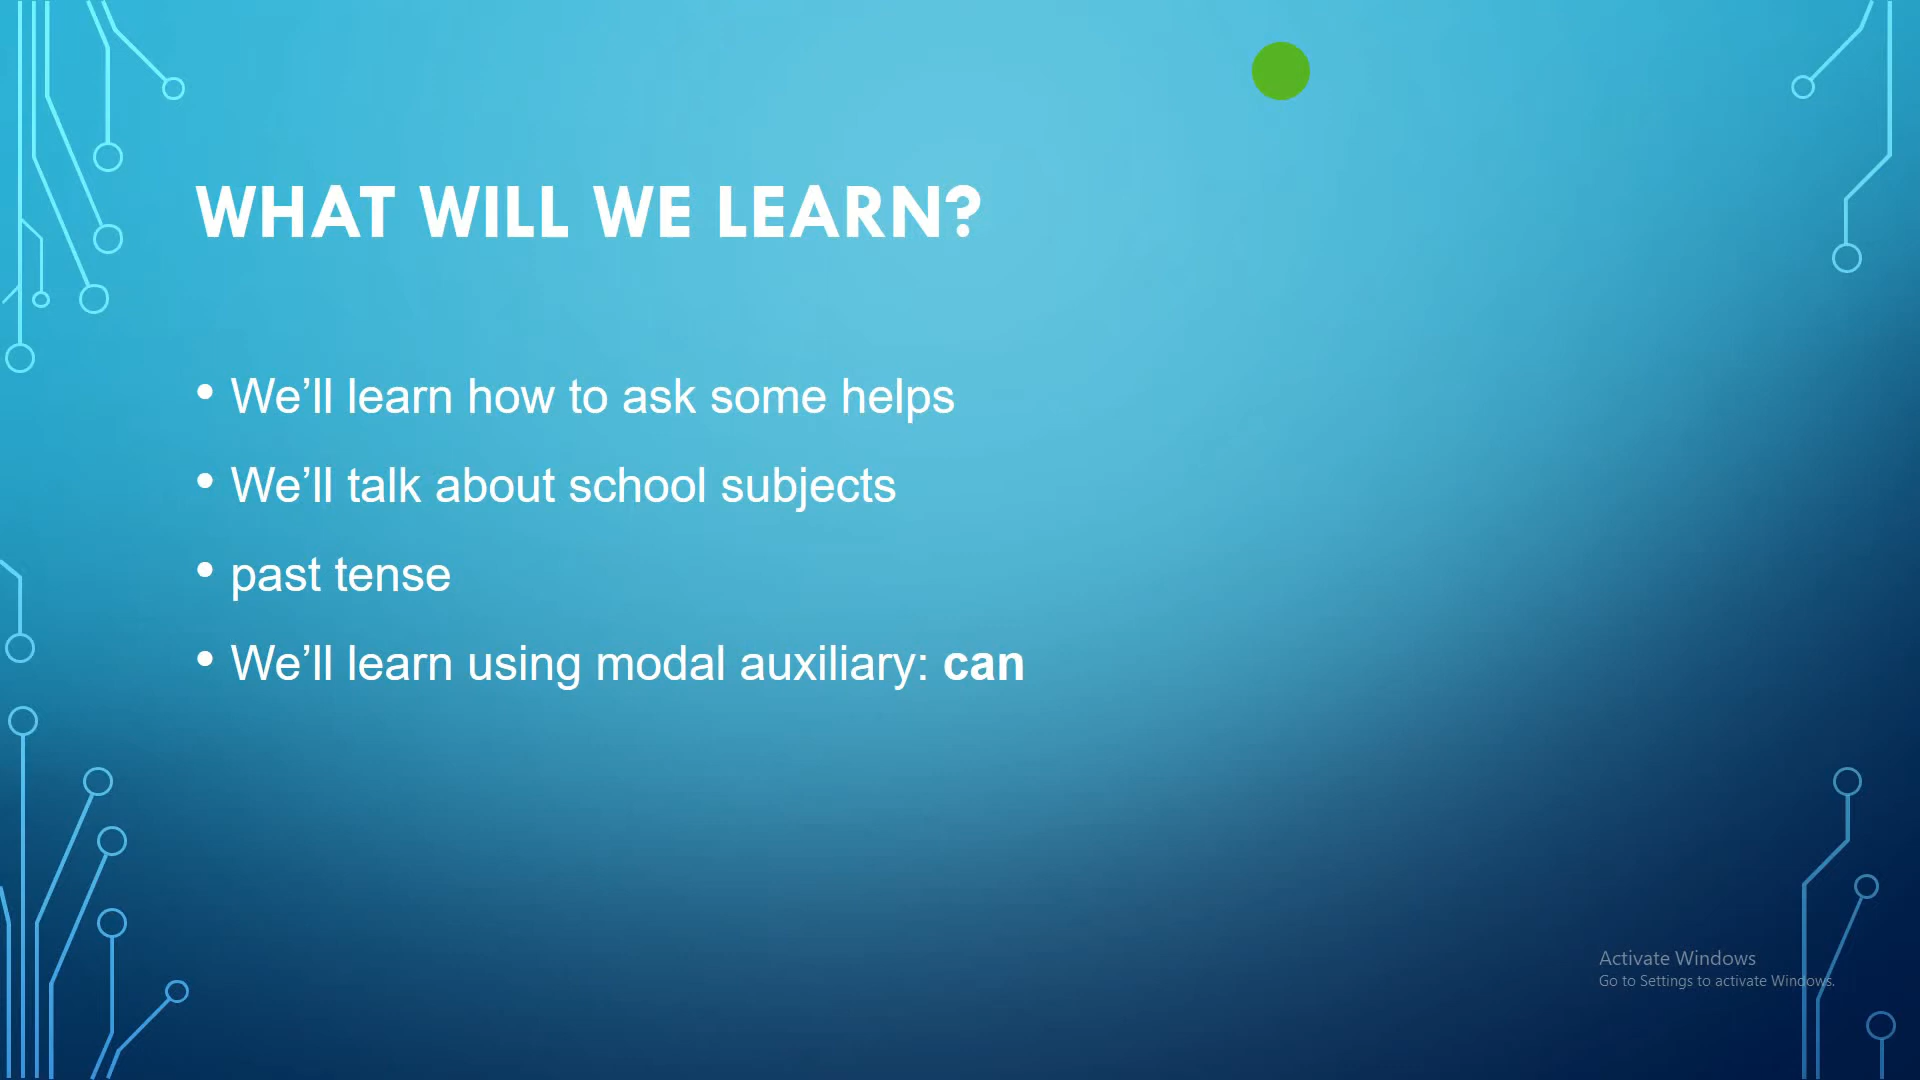 WHAT WILL WE LEARN?
• We’ll learn how to ask some helps
• We’ll talk about school subjects
• past tense
• We’ll learn using modal auxiliary: can
Activate Windows
Go to Settings to activate Windows.